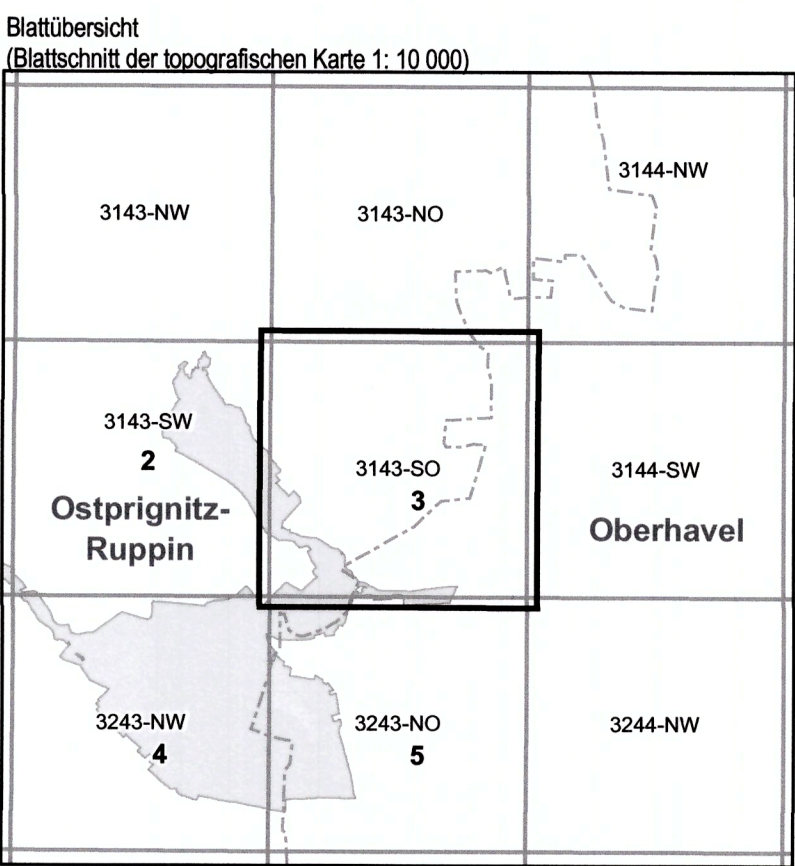 Blattübersicht
(Blattschnitt der topografischen Karte 1: 10 000)
3144-NW
3143-NW
3143-NO
3143-SW
2
3143-SO
3
3144-SW
Ostprignitz-
Ruppin
Oberhavel
3243-NW
4
3243-NO
5
3244-NW